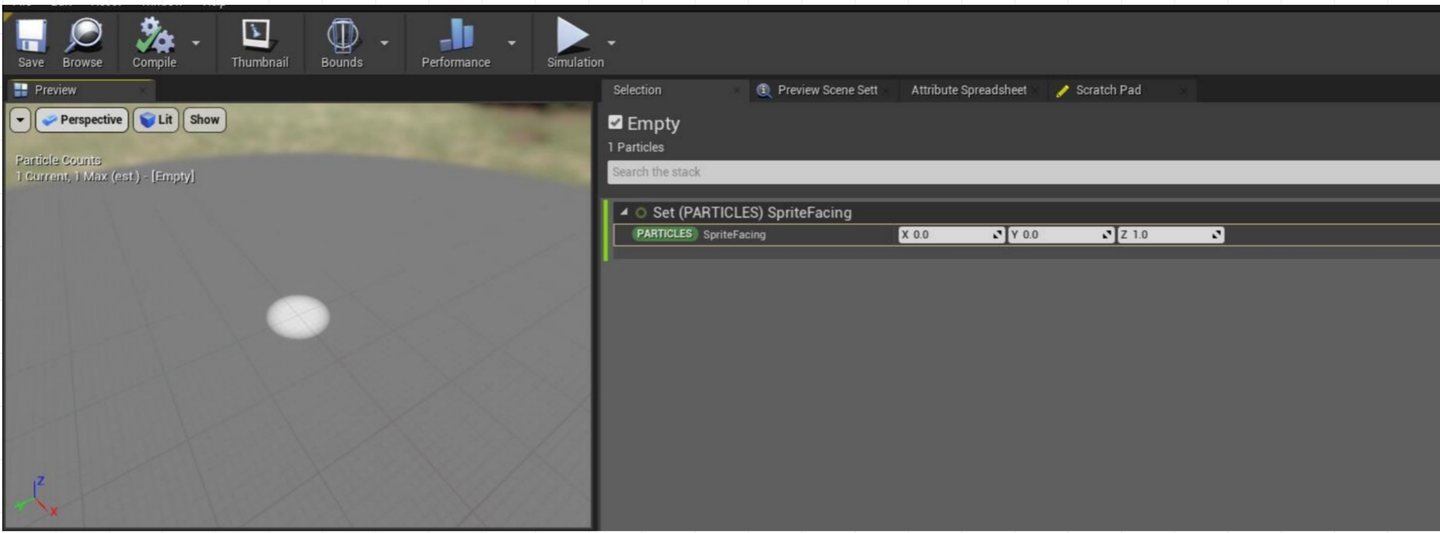 Save Browse Compile Thumbnail Bounds Performance Simulation
Preview
Perspective Lit Show
Particle Counts
1 Current, 1 Max (est.) - [Empty]
Z
X
Selection Preview Scene Sett Attribute Spreadsheet Scratch Pad
Empty
1 Particles
Search the stack
Set (PARTICLES) SpriteFacing
PARTICLES SpriteFacing X 0.0 Y 0.0 Z 1.0